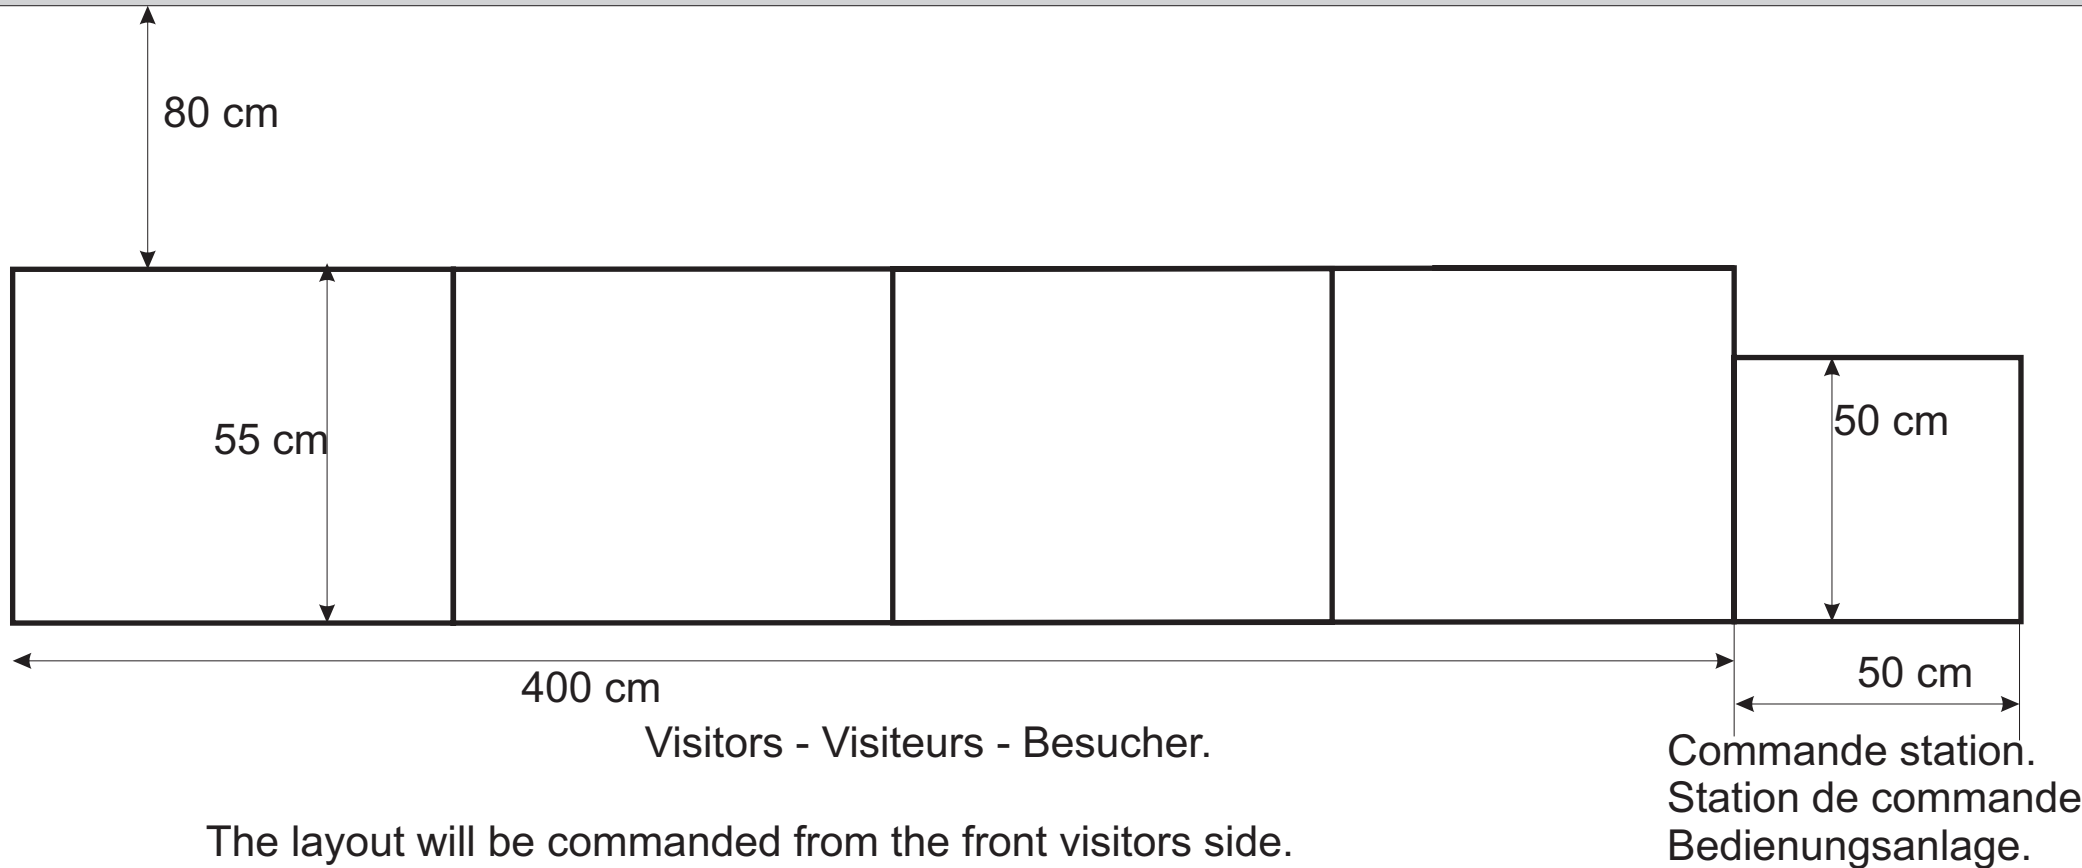 80 cm
55 cm
50 cm
400 cm
50 cm
Visitors - Visiteurs - Besucher.
Commande station.
Station de commande
Bedienungsanlage.
The layout will be commanded from the front visitors side.